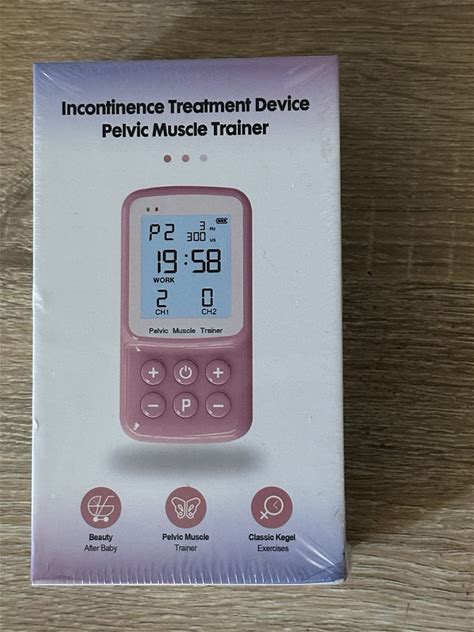 Incontinence Treatment Device
Pelvic Muscle Trainer
P2 3 Hz
300 us
19:58
WORK
2 0
CH1 CH2
Pelvic Muscle Trainer
+ +
− P −
Beauty
After Baby
Pelvic Muscle
Trainer
Classic Kegel
Exercises